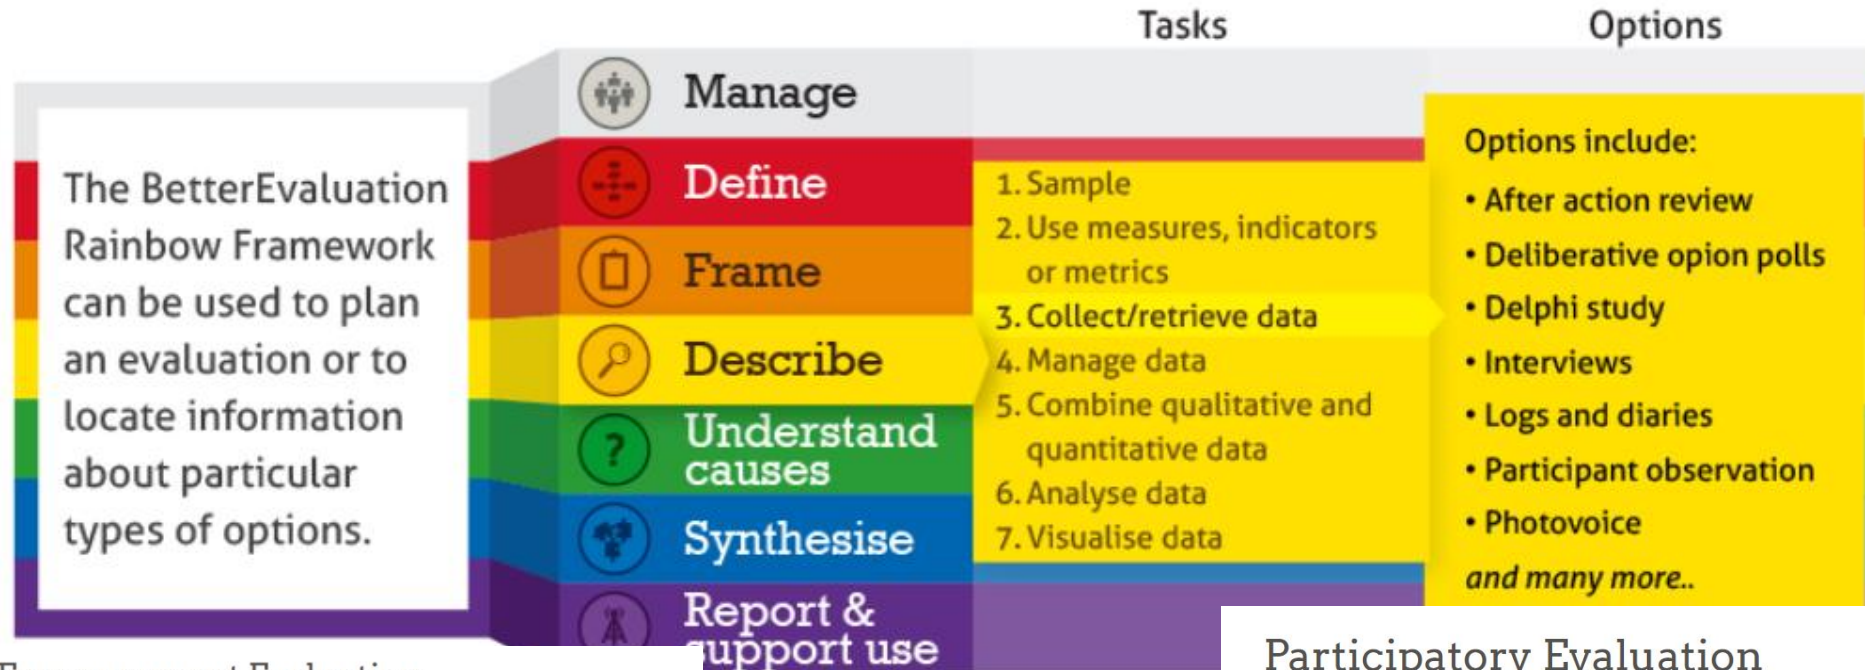 Tasks
Options
The BetterEvaluation
Rainbow Framework
can be used to plan
an evaluation or to
locate information
about particular
types of options.
Manage
Define
Frame
Describe
Understand
causes
Synthesise
Report &
support use
1. Sample
2. Use measures, indicators
or metrics
3. Collect/retrieve data
4. Manage data
5. Combine qualitative and
quantitative data
6. Analyse data
7. Visualise data
Options include:
• After action review
• Deliberative opion polls
• Delphi study
• Interviews
• Logs and diaries
• Participant observation
• Photovoice
and many more..
Participatory Evaluation